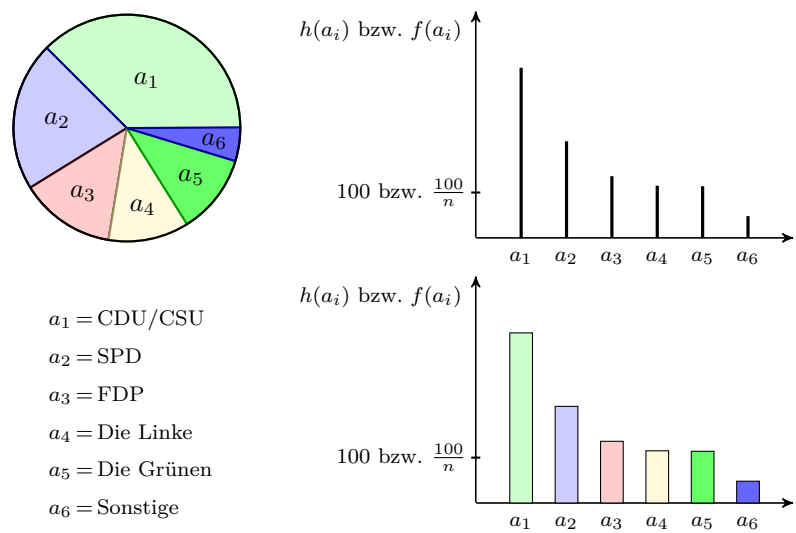 a₁
a₂
a₃
a₄
a₅
a₆
h(aᵢ) bzw. f(aᵢ)
100 bzw. 100/n
a₁ a₂ a₃ a₄ a₅ a₆
h(aᵢ) bzw. f(aᵢ)
100 bzw. 100/n
a₁ a₂ a₃ a₄ a₅ a₆
a₁ = CDU/CSU
a₂ = SPD
a₃ = FDP
a₄ = Die Linke
a₅ = Die Grünen
a₆ = Sonstige